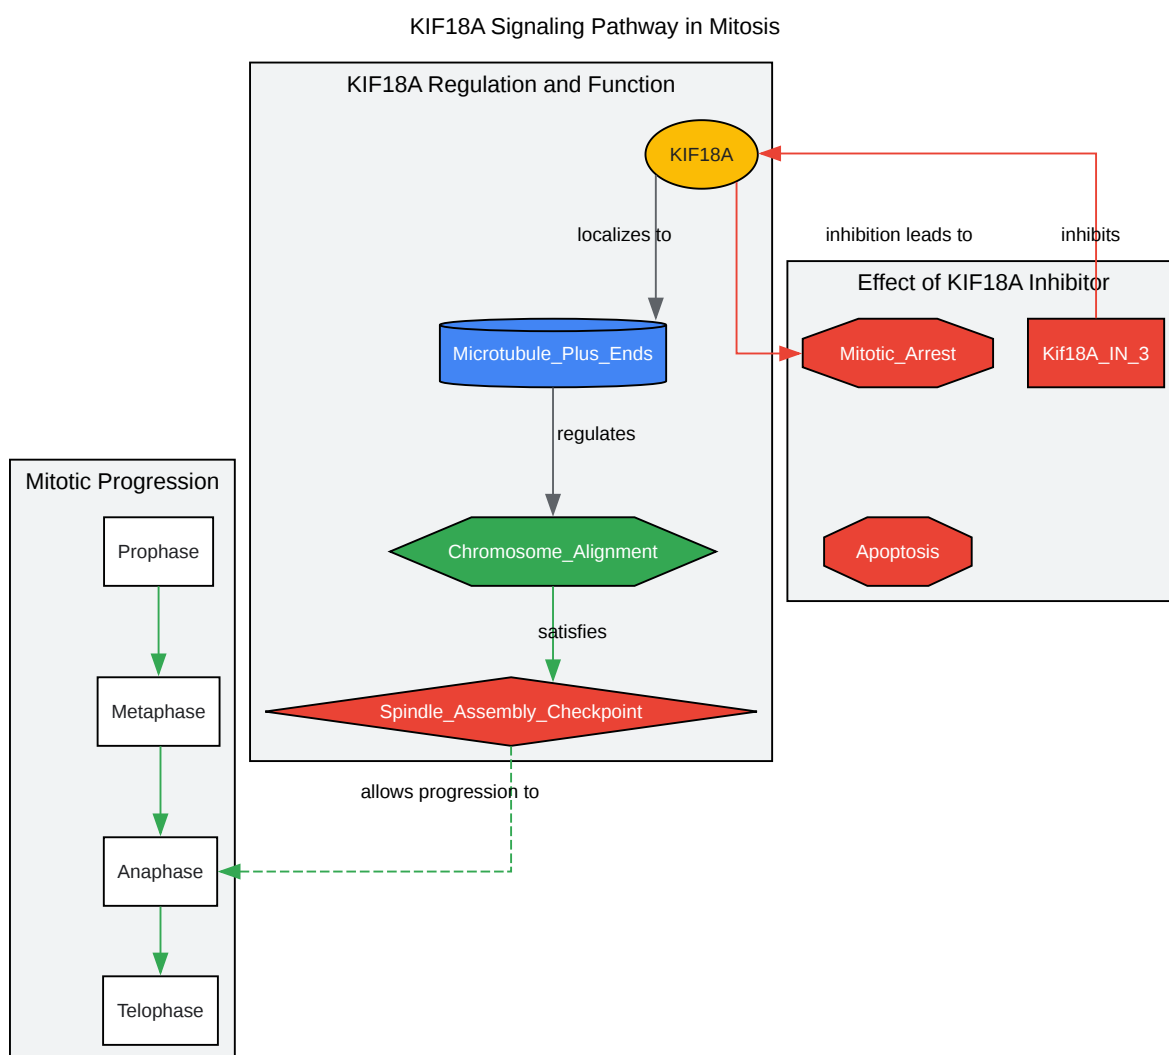 KIF18A Signaling Pathway in Mitosis
KIF18A Regulation and Function
KIF18A
localizes to
inhibition leads to
inhibits
Effect of KIF18A Inhibitor
Microtubule_Plus_Ends
Mitotic_Arrest
Kif18A_IN_3
regulates
Mitotic Progression
Prophase
Chromosome_Alignment
Apoptosis
satisfies
Metaphase
Spindle_Assembly_Checkpoint
allows progression to
Anaphase
Telophase